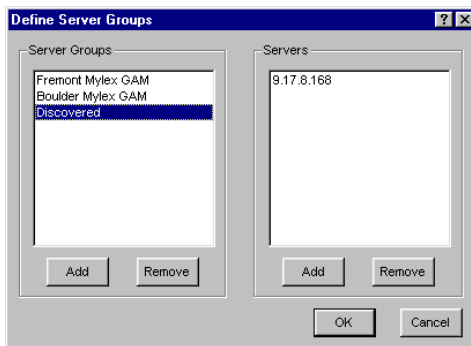 Define Server Groups
Server Groups
Fremont Mylex GAM
Boulder Mylex GAM
Discovered
Add
Remove
Servers
9.17.8.168
Add
Remove
OK
Cancel